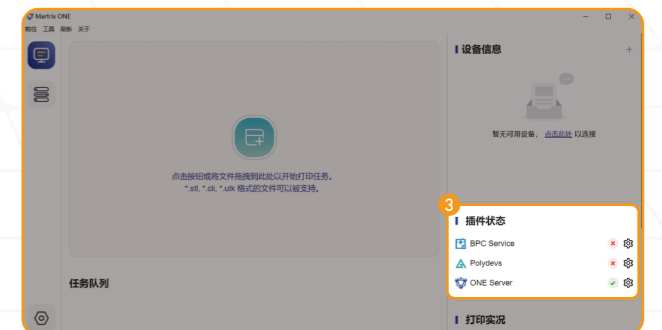 Martrix ONE
前往 工具 刷新 关于
设备信息
暂无可用设备， 点击此处 以连接
点击按钮或将文件拖拽到此处以开始打印任务。
*.stl, *.cli, *.utk 格式的文件可以被支持。
3
插件状态
BPC Service
Polydevs
ONE Server
任务队列
打印实况